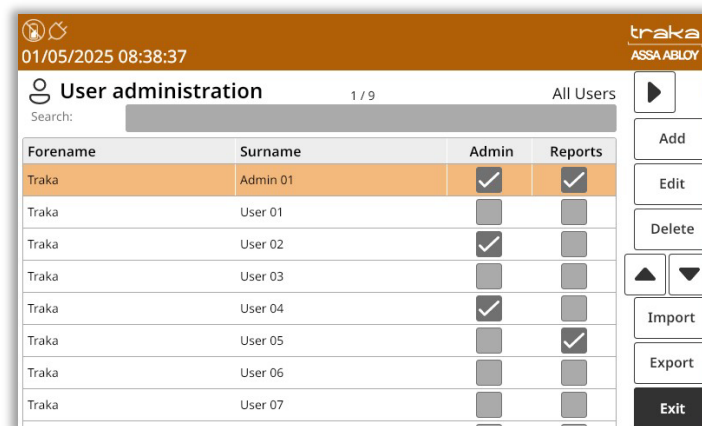 01/05/2025 08:38:37
traka
ASSA ABLOY
User administration 1 / 9 All Users
Search:
Forename Surname Admin Reports
Traka Admin 01
Traka User 01
Traka User 02
Traka User 03
Traka User 04
Traka User 05
Traka User 06
Traka User 07
Add
Edit
Delete
Import
Export
Exit